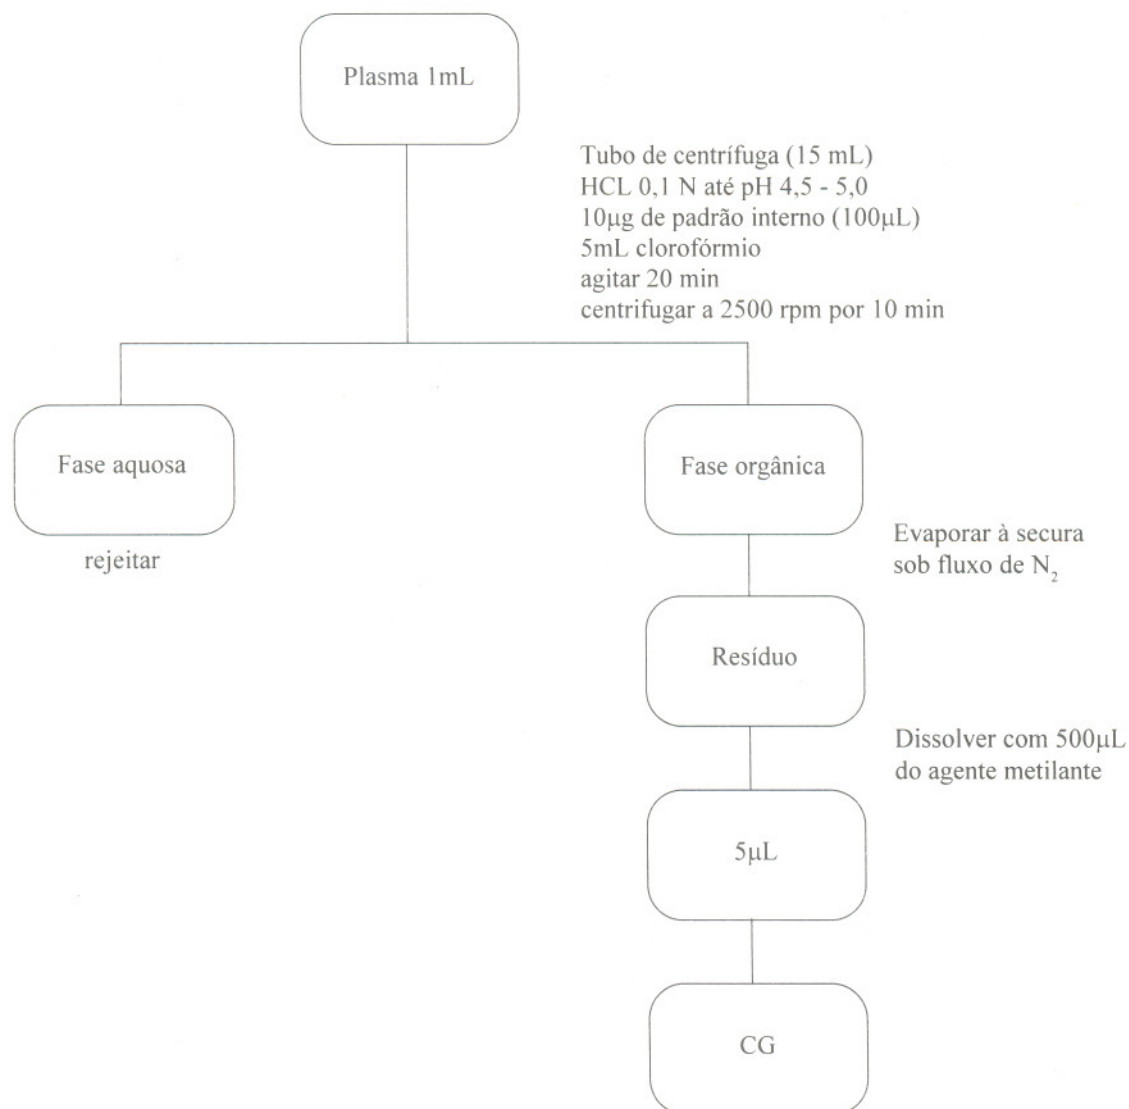 Plasma 1mL
Tubo de centrífuga (15 mL)
HCL 0,1 N até pH 4,5 - 5,0
10μg de padrão interno (100μL)
5mL clorofórmio
agitar 20 min
centrifugar a 2500 rpm por 10 min
Fase aquosa
rejeitar
Fase orgânica
Evaporar à secura
sob fluxo de N₂
Resíduo
Dissolver com 500μL
do agente metilante
5μL
CG